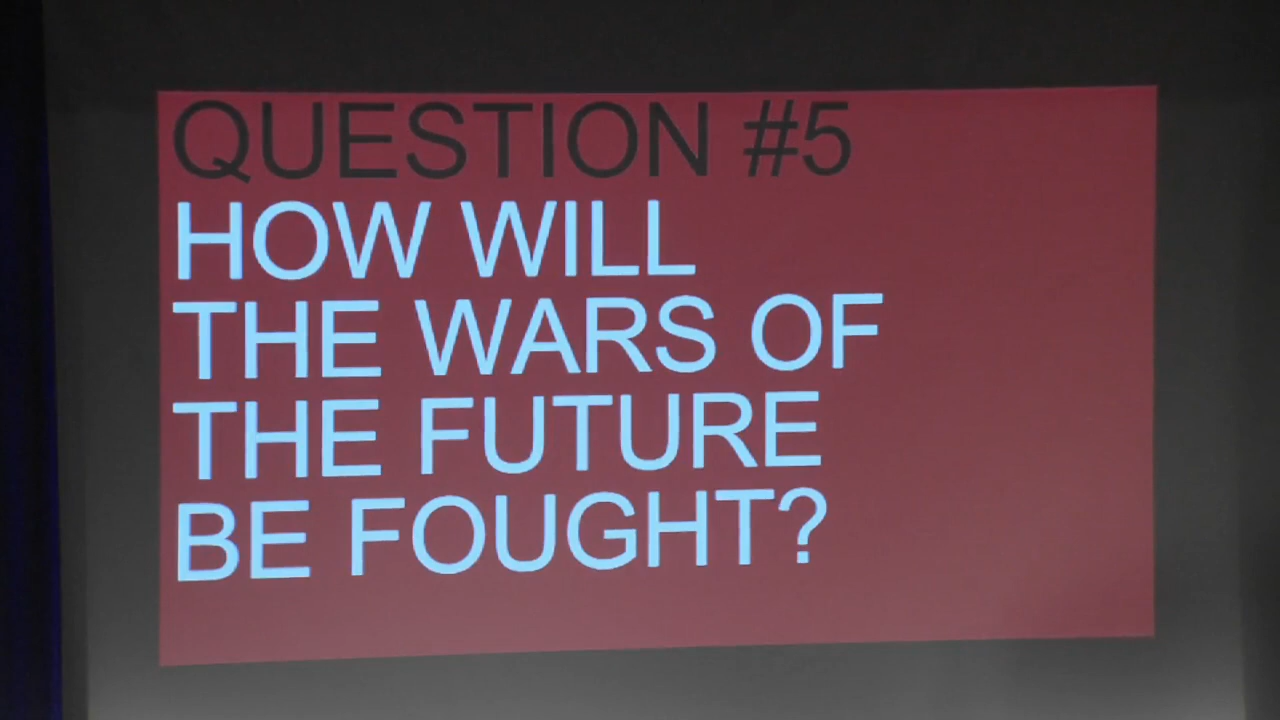 QUESTION #5
HOW WILL
THE WARS OF
THE FUTURE
BE FOUGHT?